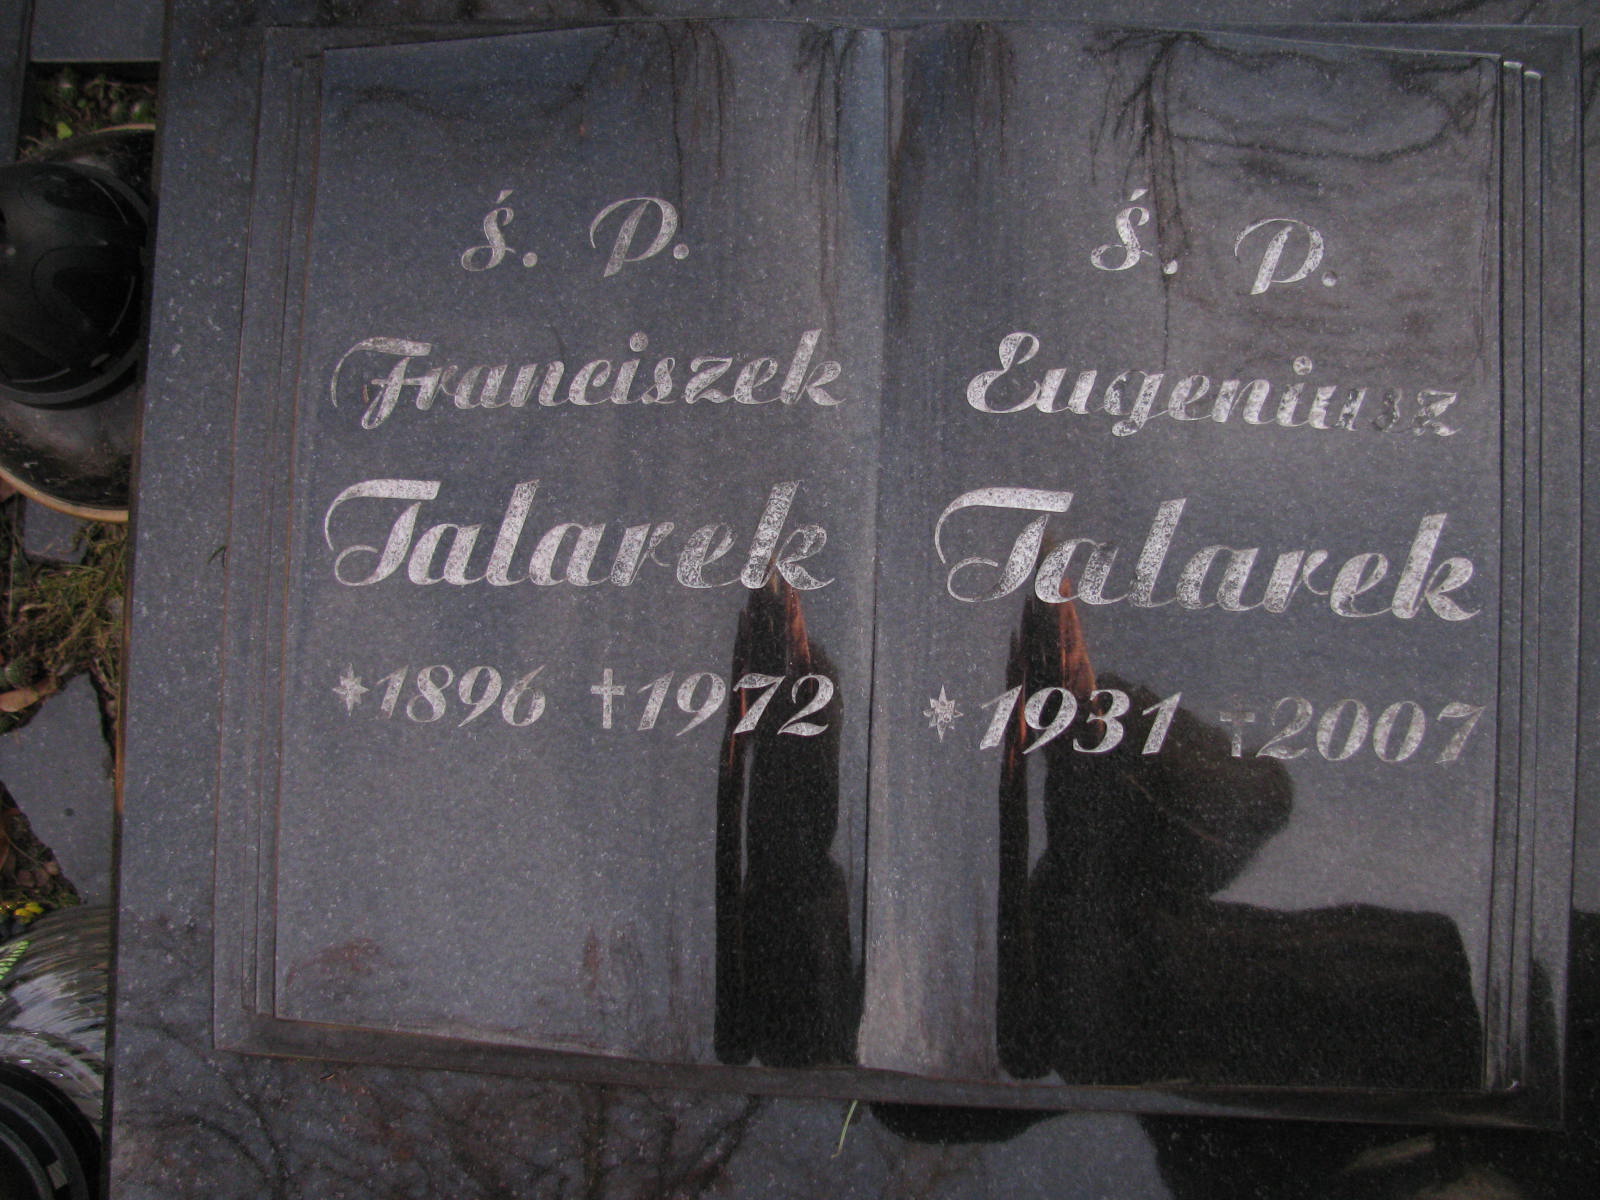 Ś. P.
Franciszek
Talarek
*1896 †1972
Ś. P.
Eugeniusz
Talarek
*1931 †2007